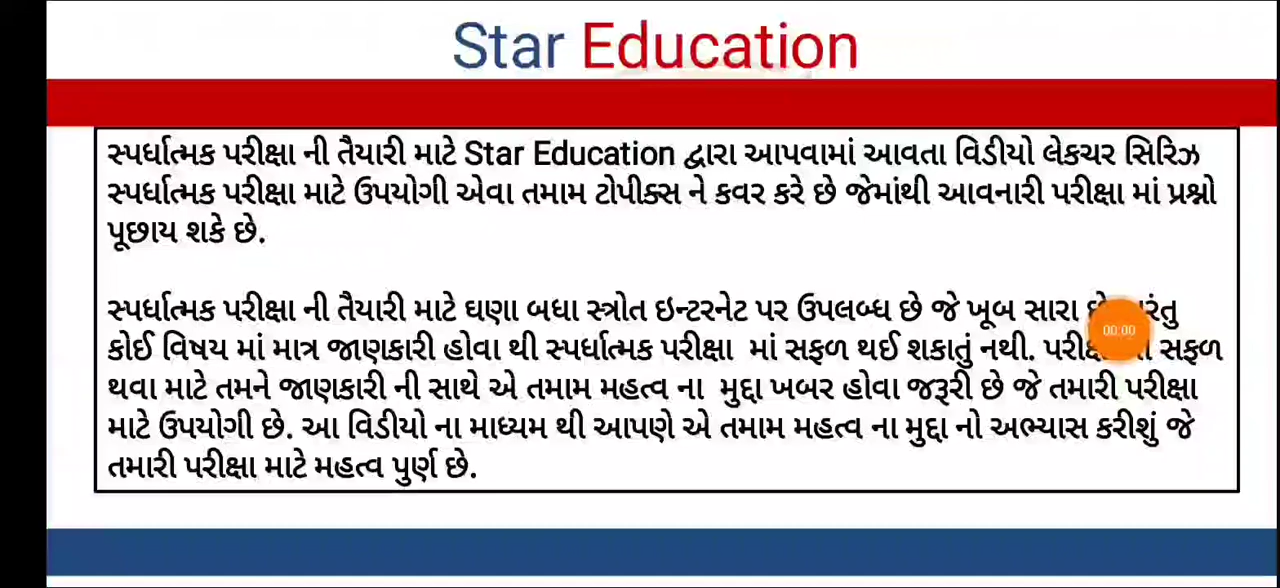 Star Education
સ્પર્ધાત્મક પરીક્ષા ની તૈયારી માટે Star Education દ્વારા આપવામાં આવતા વિડીયો લેકચર સિરિઝ
સ્પર્ધાત્મક પરીક્ષા માટે ઉપયોગી એવા તમામ ટોપીક્સ ને કવર કરે છે જેમાંથી આવનારી પરીક્ષા માં પ્રશ્નો
પૂછાય શકે છે.
સ્પર્ધાત્મક પરીક્ષા ની તૈયારી માટે ઘણા બધા સ્ત્રોત ઇન્ટરનેટ પર ઉપલબ્ધ છે જે ખૂબ સારા
00:00
કોઈ વિષય માં માત્ર જાણકારી હોવા થી સ્પર્ધાત્મક પરીક્ષા માં સફળ થઈ શકાતું નથી. સફળ
થવા માટે તમને જાણકારી ની સાથે એ તમામ મહત્વ ના મુદ્દા ખબર હોવા જરૂરી છે જે તમારી પરીક્ષા
માટે ઉપયોગી છે. આ વિડીયો ના માધ્યમ થી આપણે એ તમામ મહત્વ ના મુદ્દા નો અભ્યાસ કરીશું જે
તમારી પરીક્ષા માટે મહત્વ પુર્ણ છે.